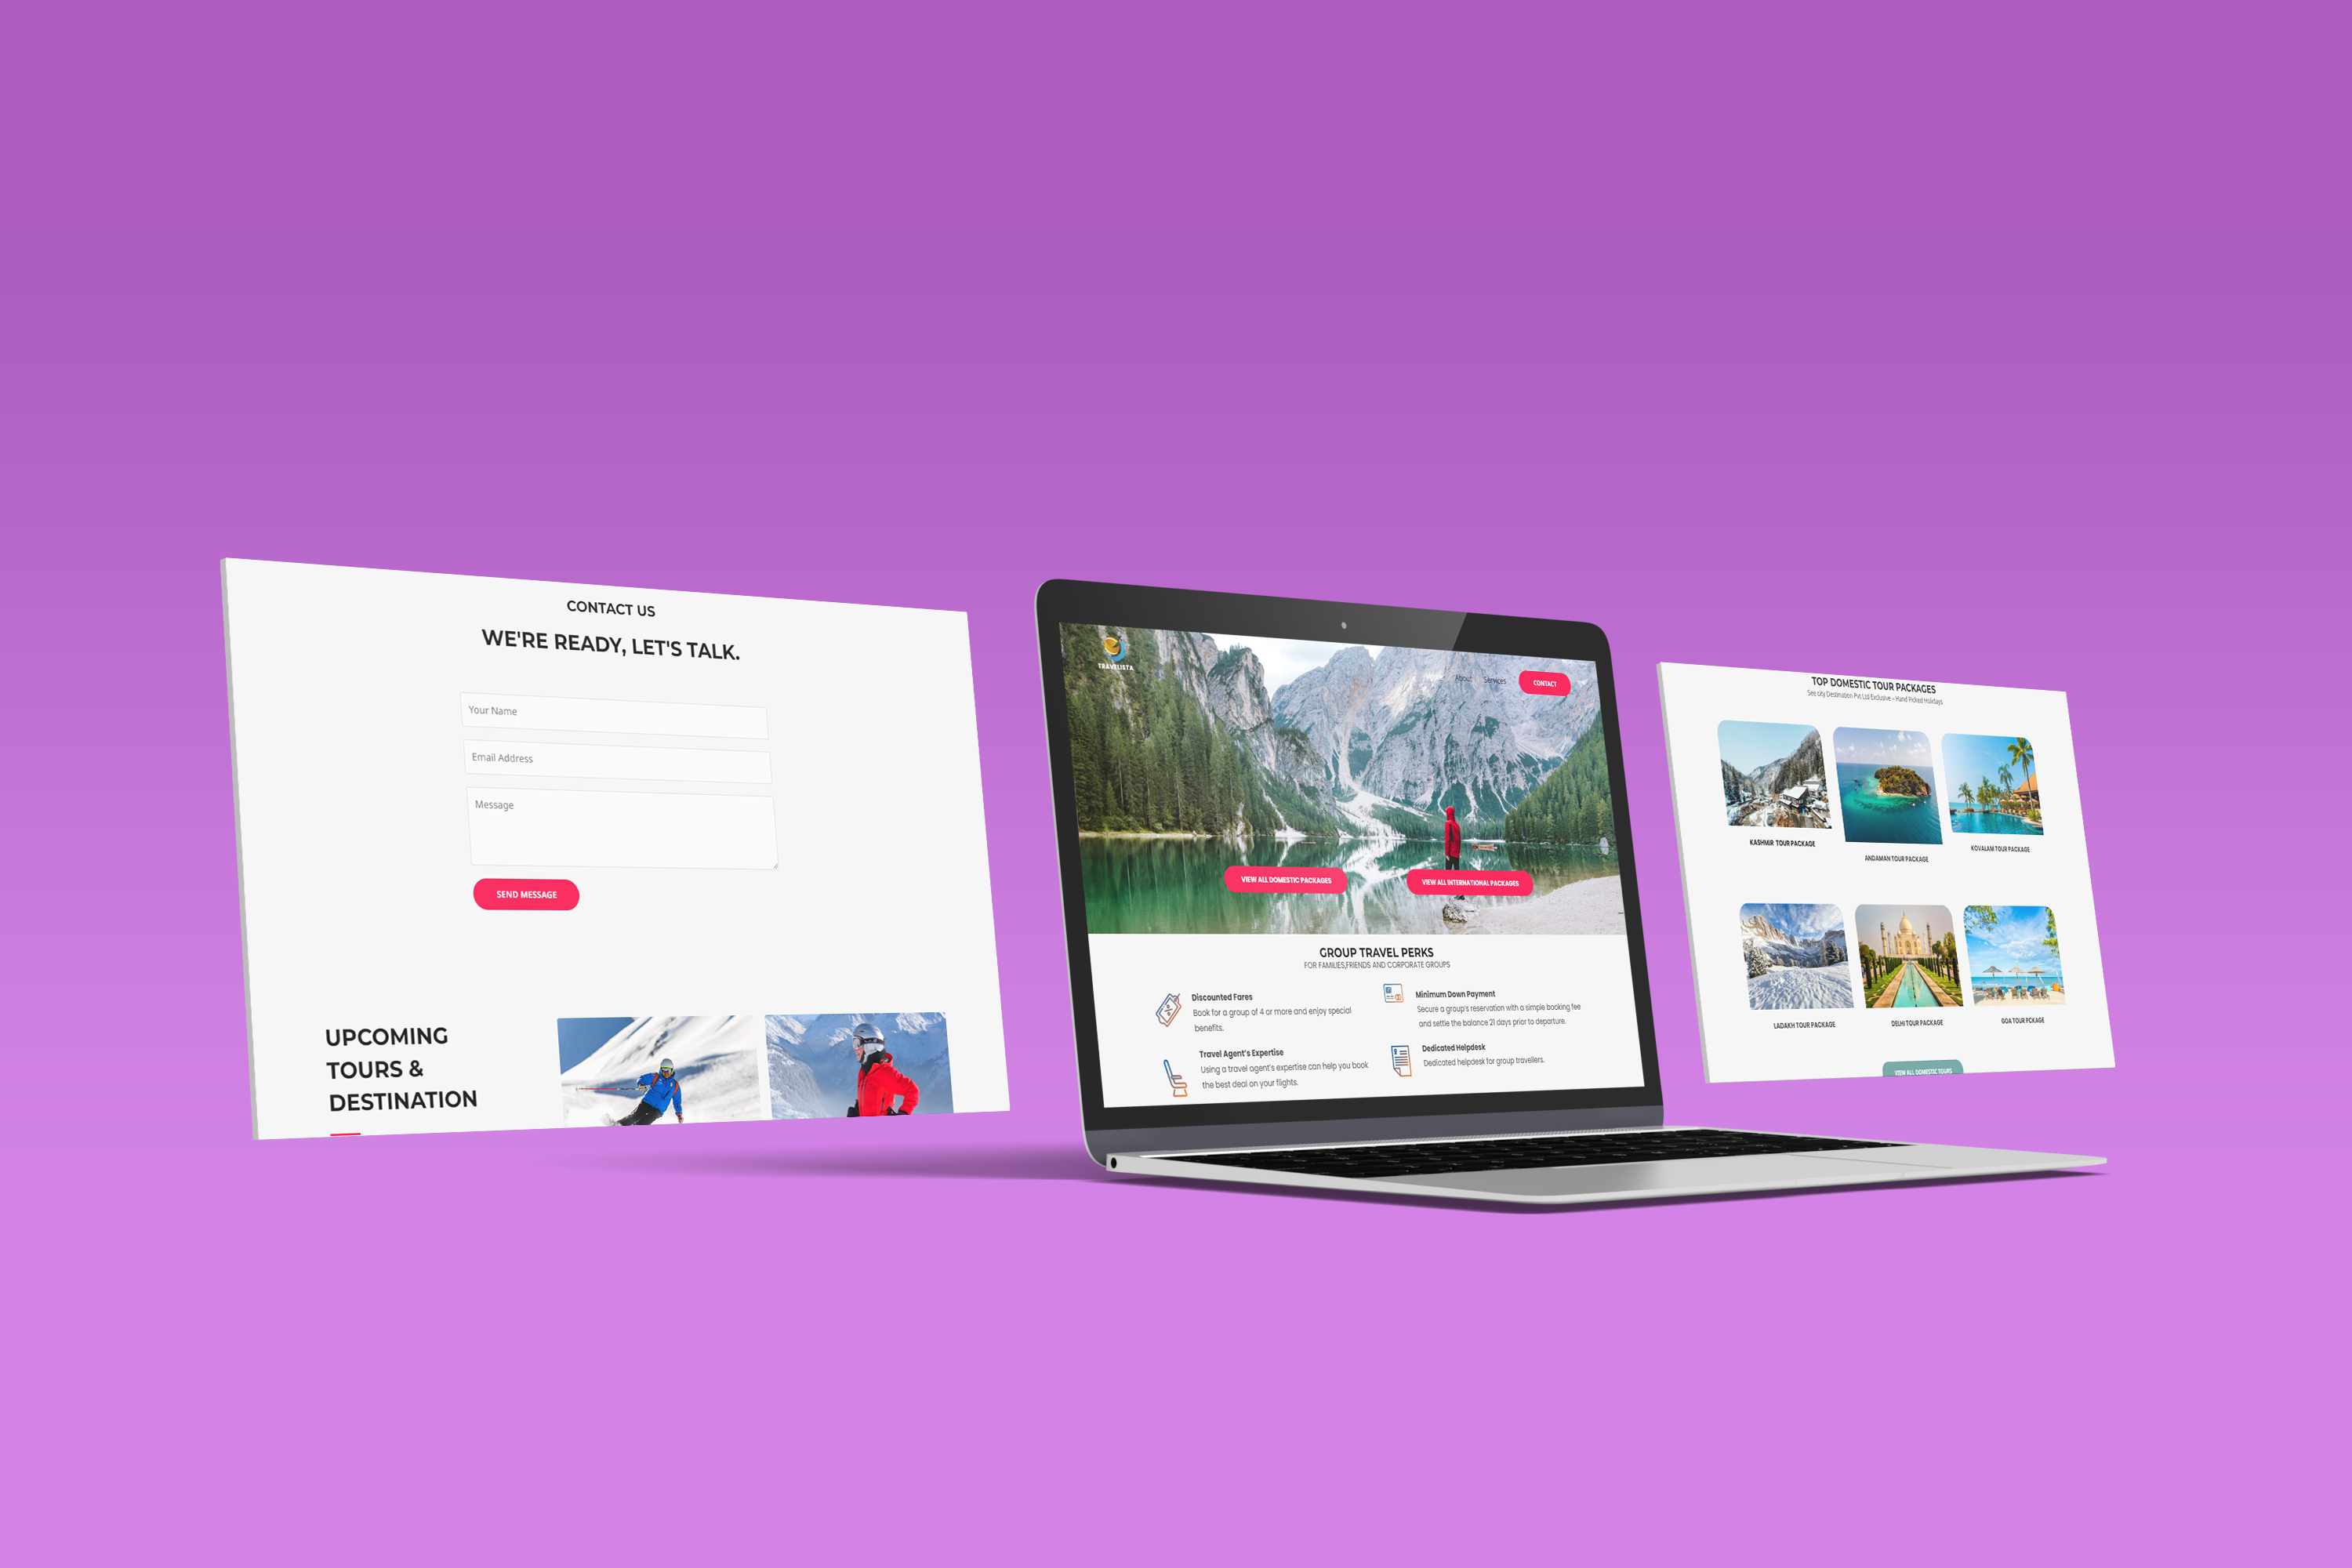 CONTACT US
WE'RE READY, LET'S TALK.
Your Name
Email Address
Message
SEND MESSAGE
UPCOMING
TOURS &
DESTINATION
TRAVELISTA
About
Services
CONTACT
VIEW ALL DOMESTIC PACKAGES
VIEW ALL INTERNATIONAL PACKAGES
GROUP TRAVEL PERKS
FOR FAMILIES,FRIENDS AND CORPORATE GROUPS
Discounted Fares
Book for a group of 4 or more and enjoy special
benefits.
Minimum Down Payment
Secure a group's reservation with a simple booking fee
and settle the balance 21 days prior to departure.
Travel Agent's Expertise
Using a travel agent's expertise can help you book
the best deal on your flights.
Dedicated Helpdesk
Dedicated helpdesk for group travellers.
TOP DOMESTIC TOUR PACKAGES
See city Destination Pvt Ltd Exclusive – Hand Picked Holidays
KASHMIR TOUR PACKAGE
ANDAMAN TOUR PACKAGE
KOVALAM TOUR PACKAGE
LADAKH TOUR PACKAGE
DELHI TOUR PACKAGE
GOA TOUR PCKAGE
VIEW ALL DOMESTIC TOURS